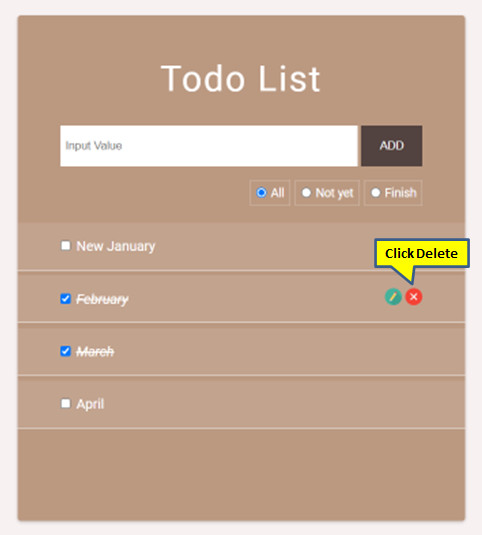 Todo List
Input Value
ADD
All
Not yet
Finish
New January
Click Delete
February
March
April